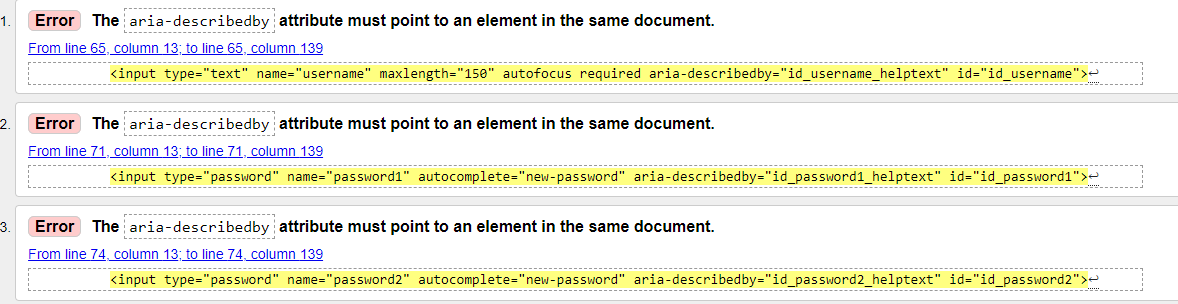 1. Error The aria-describedby attribute must point to an element in the same document.
From line 65, column 13; to line 65, column 139
<input type="text" name="username" maxlength="150" autofocus required aria-describedby="id_username_helptext" id="id_username">↩
2. Error The aria-describedby attribute must point to an element in the same document.
From line 71, column 13; to line 71, column 139
<input type="password" name="password1" autocomplete="new-password" aria-describedby="id_password1_helptext" id="id_password1">↩
3. Error The aria-describedby attribute must point to an element in the same document.
From line 74, column 13; to line 74, column 139
<input type="password" name="password2" autocomplete="new-password" aria-describedby="id_password2_helptext" id="id_password2">↩